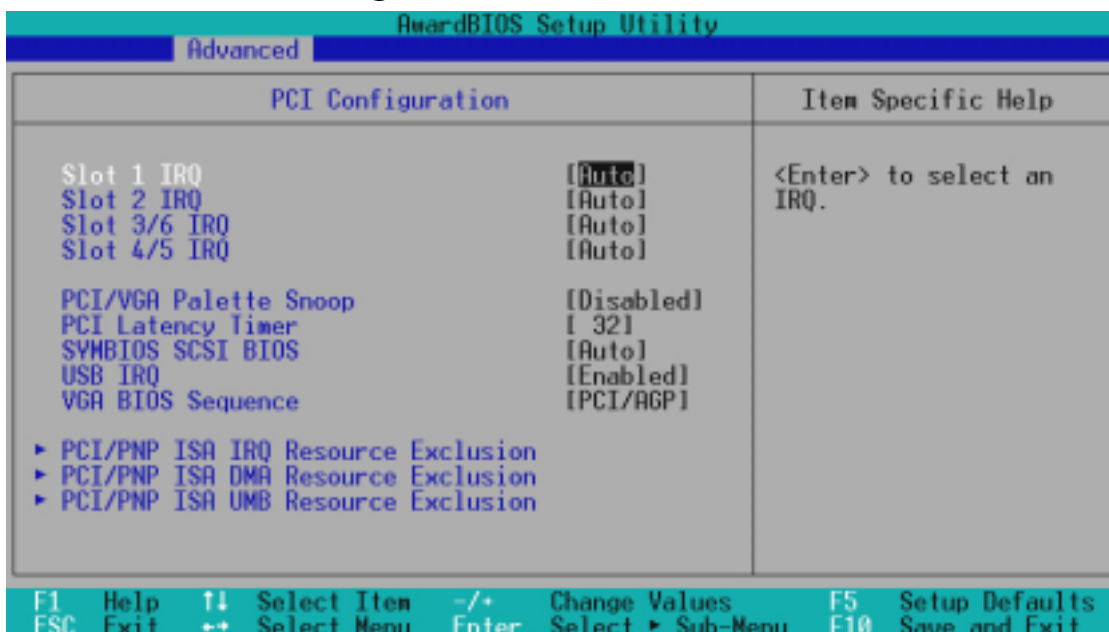 AwardBIOS Setup Utility
Advanced
PCI Configuration
Item Specific Help
Slot 1 IRQ [Auto]
Slot 2 IRQ [Auto]
Slot 3/6 IRQ [Auto]
Slot 4/5 IRQ [Auto]
<Enter> to select an
IRQ.
PCI/VGA Palette Snoop [Disabled]
PCI Latency Timer [ 32]
SYMBIOS SCSI BIOS [Auto]
USB IRQ [Enabled]
VGA BIOS Sequence [PCI/AGP]
► PCI/PNP ISA IRQ Resource Exclusion
► PCI/PNP ISA DMA Resource Exclusion
► PCI/PNP ISA UMB Resource Exclusion
F1 Help ↑↓ Select Item -/+ Change Values F5 Setup Defaults
ESC Exit ←→ Select Menu Enter Select ► Sub-Menu F10 Save and Exit